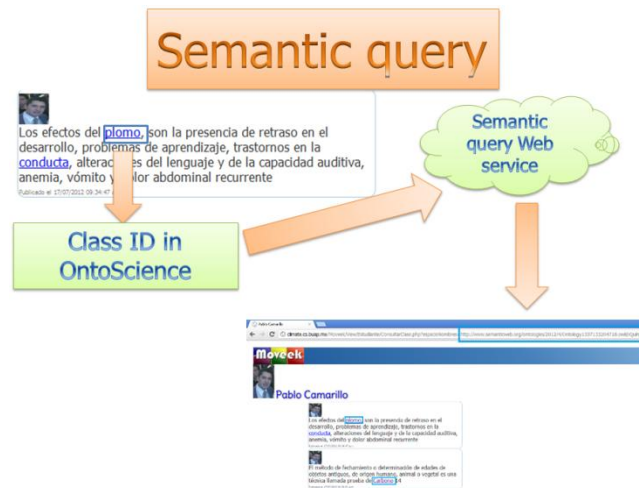 Semantic query
Los efectos del plomo, son la presencia de retraso en el
desarrollo, problemas de aprendizaje, trastornos en la
conducta, alteraciones del lenguaje y de la capacidad auditiva,
anemia, vómito y dolor abdominal recurrente
Publicado el 17/07/2012 09:34:47
Semantic
query Web
service
Class ID in
OntoScience
Pablo Camarillo
Moveek
Pablo Camarillo
Los efectos del plomo, son la presencia de retraso en el
desarrollo, problemas de aprendizaje, trastornos en la
conducta, alteraciones del lenguaje y de la capacidad auditiva,
anemia, vómito y dolor abdominal recurrente
El método de fechamiento o determinación de edades de
objetos antiguos, de origen humano, animal o vegetal es una
técnica llamada prueba de Carbono 14